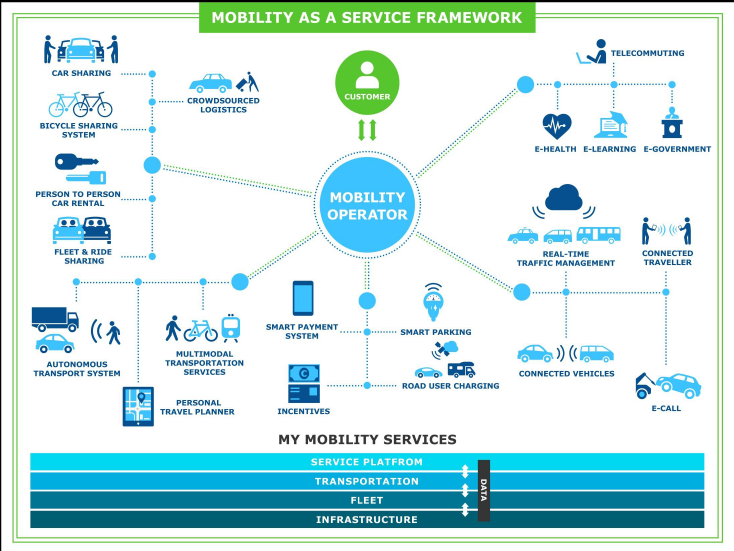 MOBILITY AS A SERVICE FRAMEWORK
CAR SHARING
CROWDSOURCED
LOGISTICS
BICYCLE SHARING
SYSTEM
PERSON TO PERSON
CAR RENTAL
FLEET & RIDE
SHARING
CUSTOMER
MOBILITY
OPERATOR
TELECOMMUTING
E-HEALTH
E-LEARNING
E-GOVERNMENT
REAL-TIME
TRAFFIC MANAGEMENT
CONNECTED
TRAVELLER
CONNECTED VEHICLES
E-CALL
AUTONOMOUS
TRANSPORT SYSTEM
MULTIMODAL
TRANSPORTATION
SERVICES
PERSONAL
TRAVEL PLANNER
SMART PAYMENT
SYSTEM
SMART PARKING
INCENTIVES
ROAD USER CHARGING
MY MOBILITY SERVICES
SERVICE PLATFROM
TRANSPORTATION
FLEET
INFRASTRUCTURE
DATA